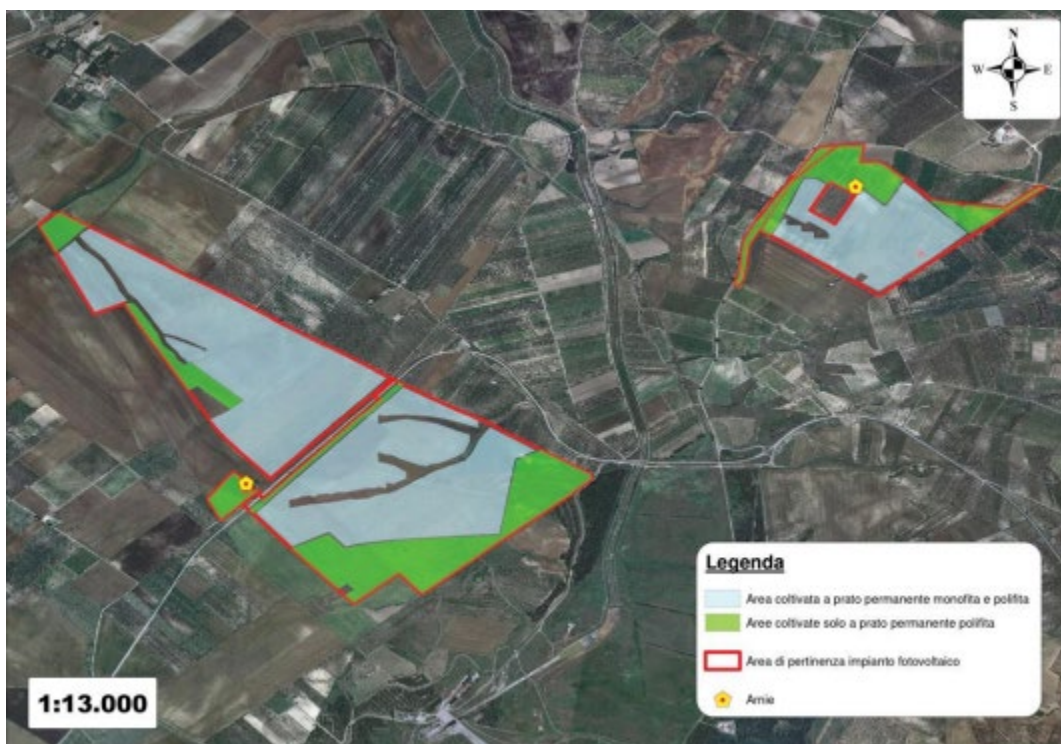 N
W E
S
Legenda
Area coltivata a prato permanente monofita e polifita
Aree coltivate solo a prato permanente polifita
Area di pertinenza impianto fotovoltaico
Arnie
1:13.000